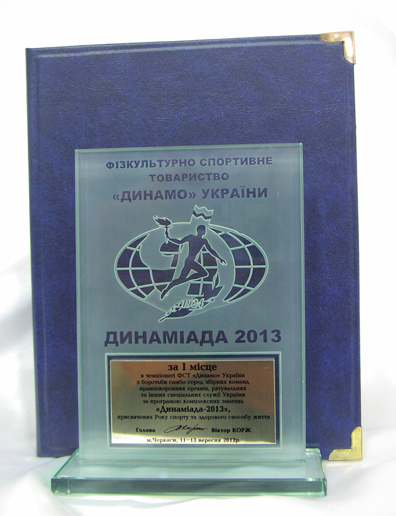 ФІЗКУЛЬТУРНО СПОРТИВНЕ
ТОВАРИСТВО
«ДИНАМО» УКРАЇНИ
ДИНАМІАДА 2013
за І місце
в чемпіонаті ФСТ «Динамо» України
з боротьби самбо серед збірних команд
правоохоронних органів, рятувальних
та інших спеціальних служб України
за програмою комплексних змагань
«Динаміада-2013»,
присвячених Року спорту та здорового способу життя
Голова Віктор КОРЖ
м.Черкаси, 11-13 вересня 2012р.